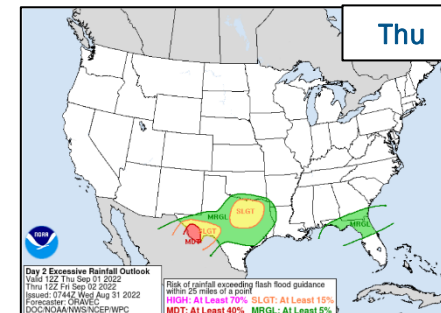 Thu
SLGT
MRGL
MRGL
SLGT
MDT
NOAA
Day 2 Excessive Rainfall Outlook
Valid 12Z Thu Sep 01 2022
Thru 12Z Fri Sep 02 2022
Issued: 0744Z Wed Aug 31 2022
Forecaster: ORAVEC
DOC/NOAA/NWS/NCEP/WPC
Risk of rainfall exceeding flash flood guidance
within 25 miles of a point
HIGH: At Least 70% SLGT: At Least 15%
MDT: At Least 40% MRGL: At Least 5%